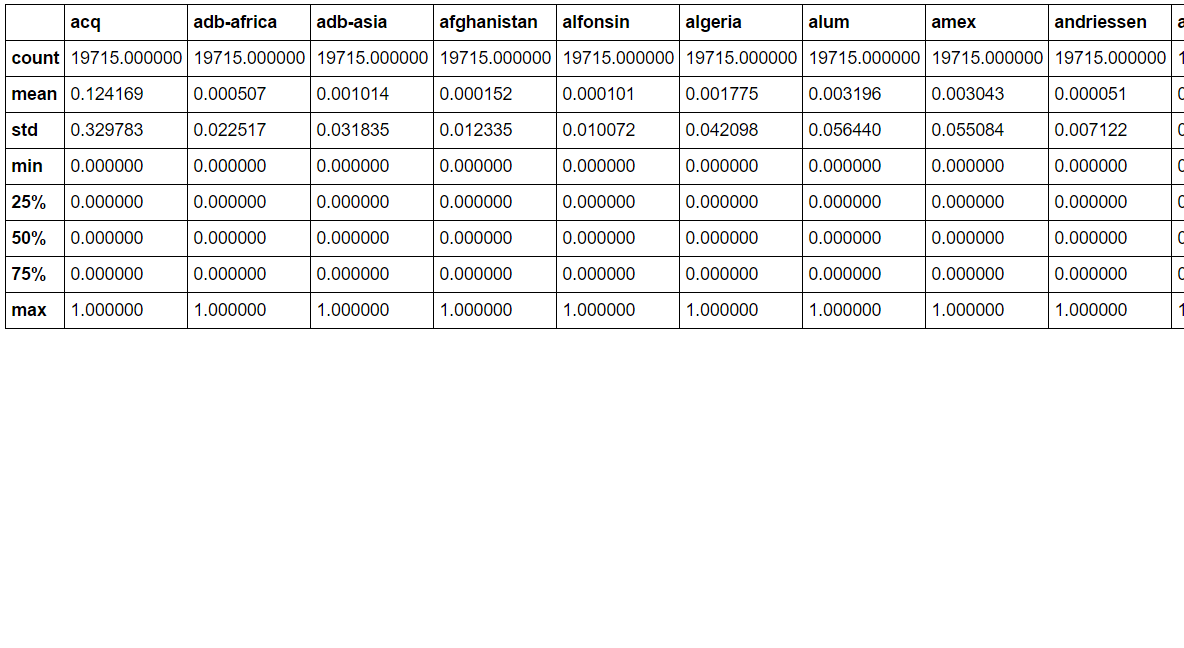 acq adb-africa adb-asia afghanistan alfonsin algeria alum amex andriessen
count 19715.000000 19715.000000 19715.000000 19715.000000 19715.000000 19715.000000 19715.000000 19715.000000 19715.000000
mean 0.124169 0.000507 0.001014 0.000152 0.000101 0.001775 0.003196 0.003043 0.000051
std 0.329783 0.022517 0.031835 0.012335 0.010072 0.042098 0.056440 0.055084 0.007122
min 0.000000 0.000000 0.000000 0.000000 0.000000 0.000000 0.000000 0.000000 0.000000
25% 0.000000 0.000000 0.000000 0.000000 0.000000 0.000000 0.000000 0.000000 0.000000
50% 0.000000 0.000000 0.000000 0.000000 0.000000 0.000000 0.000000 0.000000 0.000000
75% 0.000000 0.000000 0.000000 0.000000 0.000000 0.000000 0.000000 0.000000 0.000000
max 1.000000 1.000000 1.000000 1.000000 1.000000 1.000000 1.000000 1.000000 1.000000